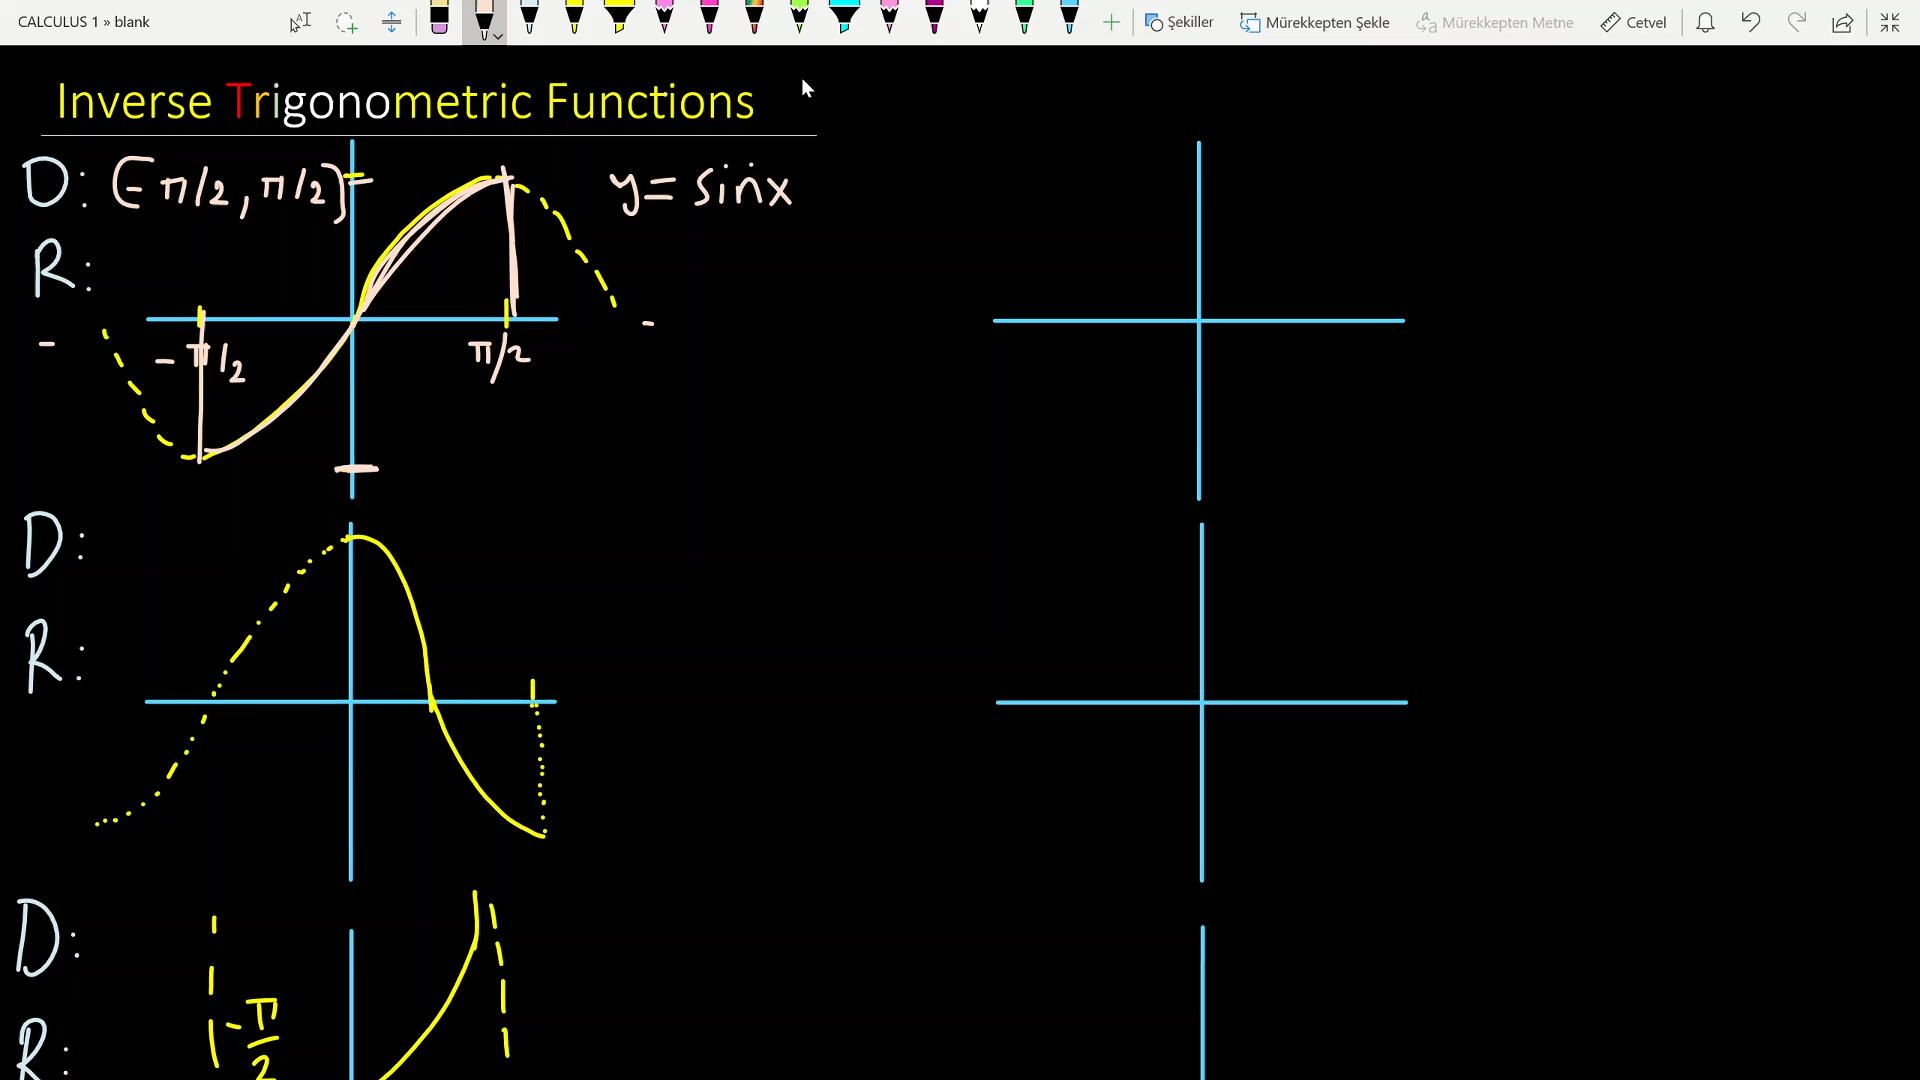 CALCULUS 1 » blank
Şekiller
Mürekkepten Şekle
Mürekkepten Metne
Cetvel
Inverse Trigonometric Functions
D: [-π/2, π/2]
y = sinx
R:
-π/2
π/2
D:
R:
D:
-π/2
R: